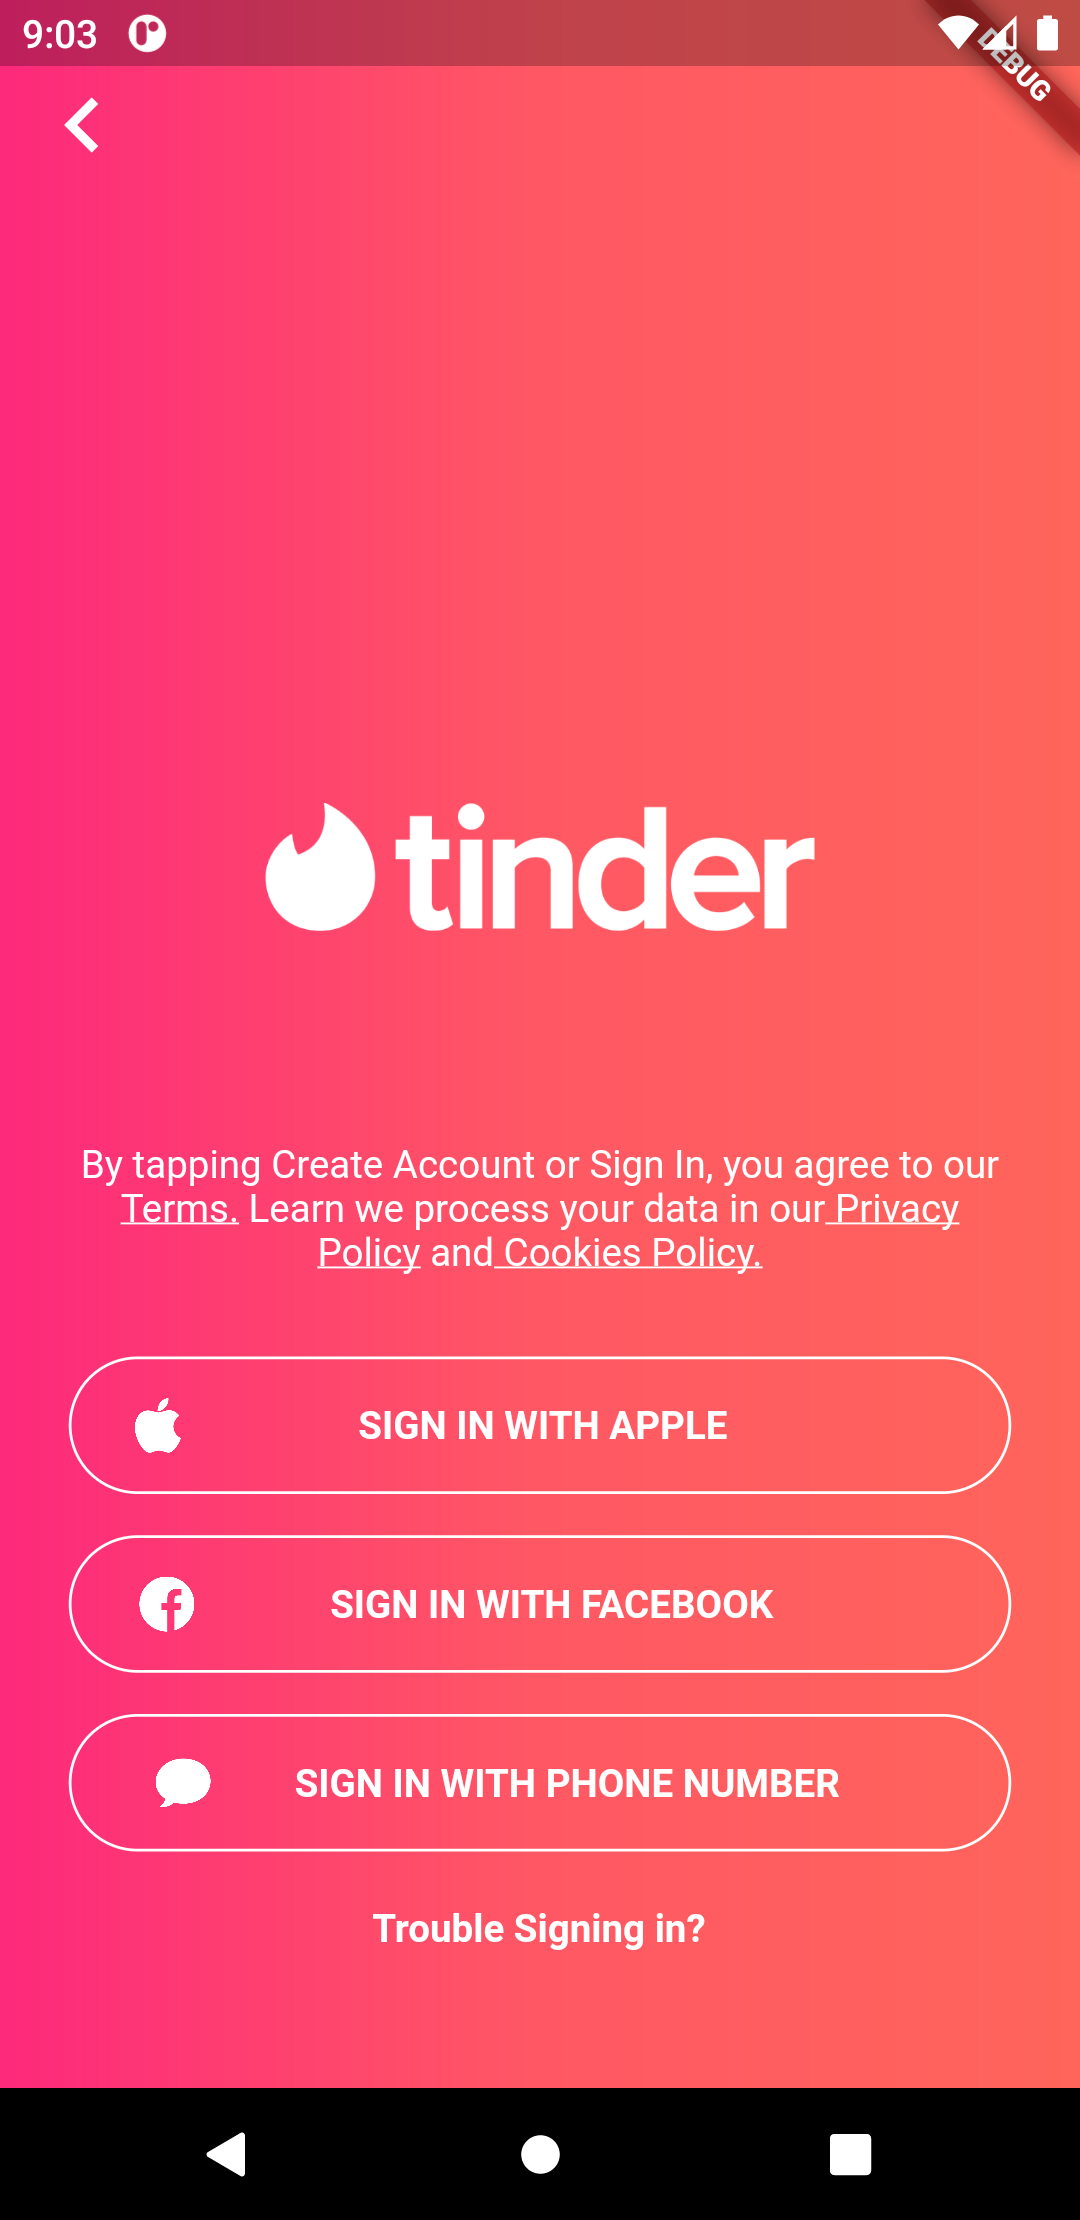 9:03
DEBUG
tinder
By tapping Create Account or Sign In, you agree to our
Terms. Learn we process your data in our Privacy
Policy and Cookies Policy.
SIGN IN WITH APPLE
SIGN IN WITH FACEBOOK
SIGN IN WITH PHONE NUMBER
Trouble Signing in?